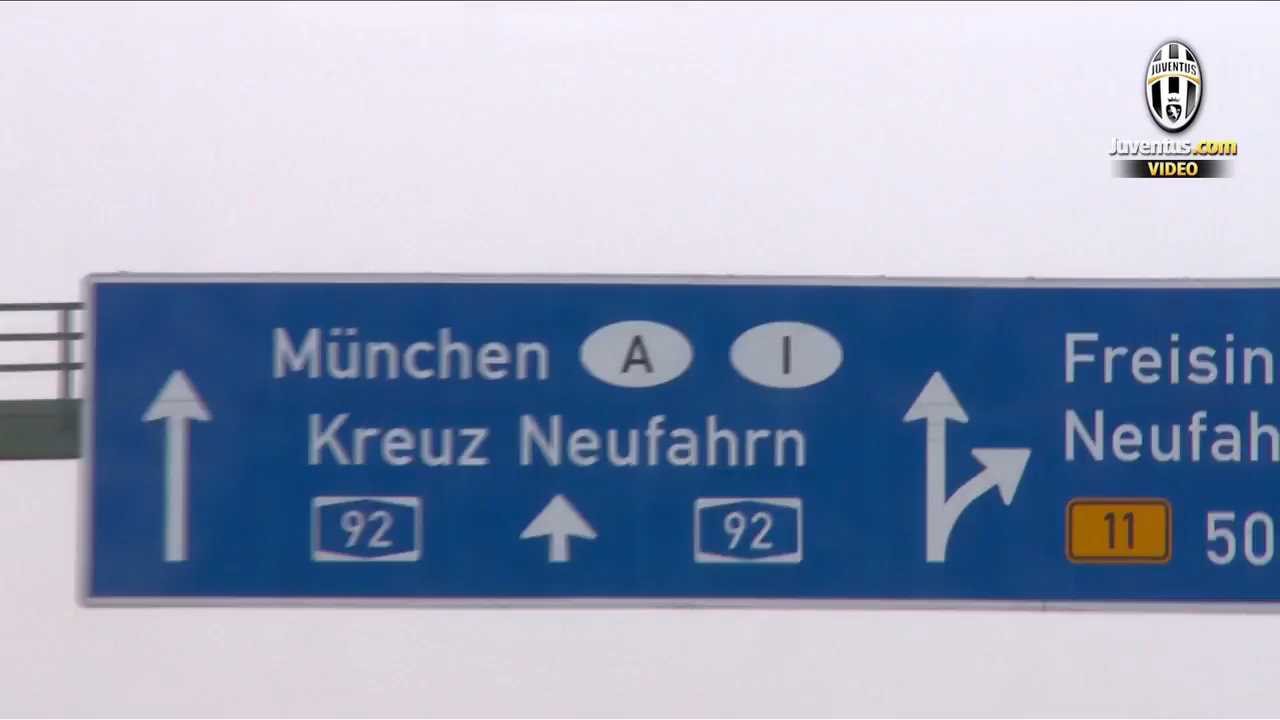 JUVENTUS
Juventus.com
VIDEO
München A I
Kreuz Neufahrn
92 92
Freisin
Neufah
11 50